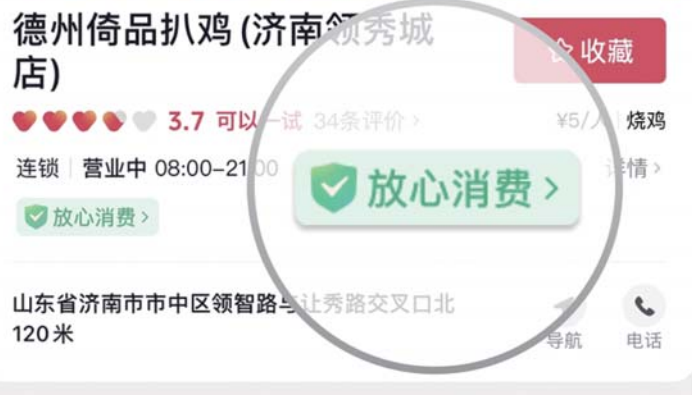 德州倚品扒鸡(济南领秀城
店)
收藏
3.7 可以一试 34条评价 >
¥5/人 烧鸡
连锁 营业中 08:00–21:00
详情 >
放心消费 >
放心消费 >
山东省济南市市中区领智路与让秀路交叉口北
120米
导航 电话